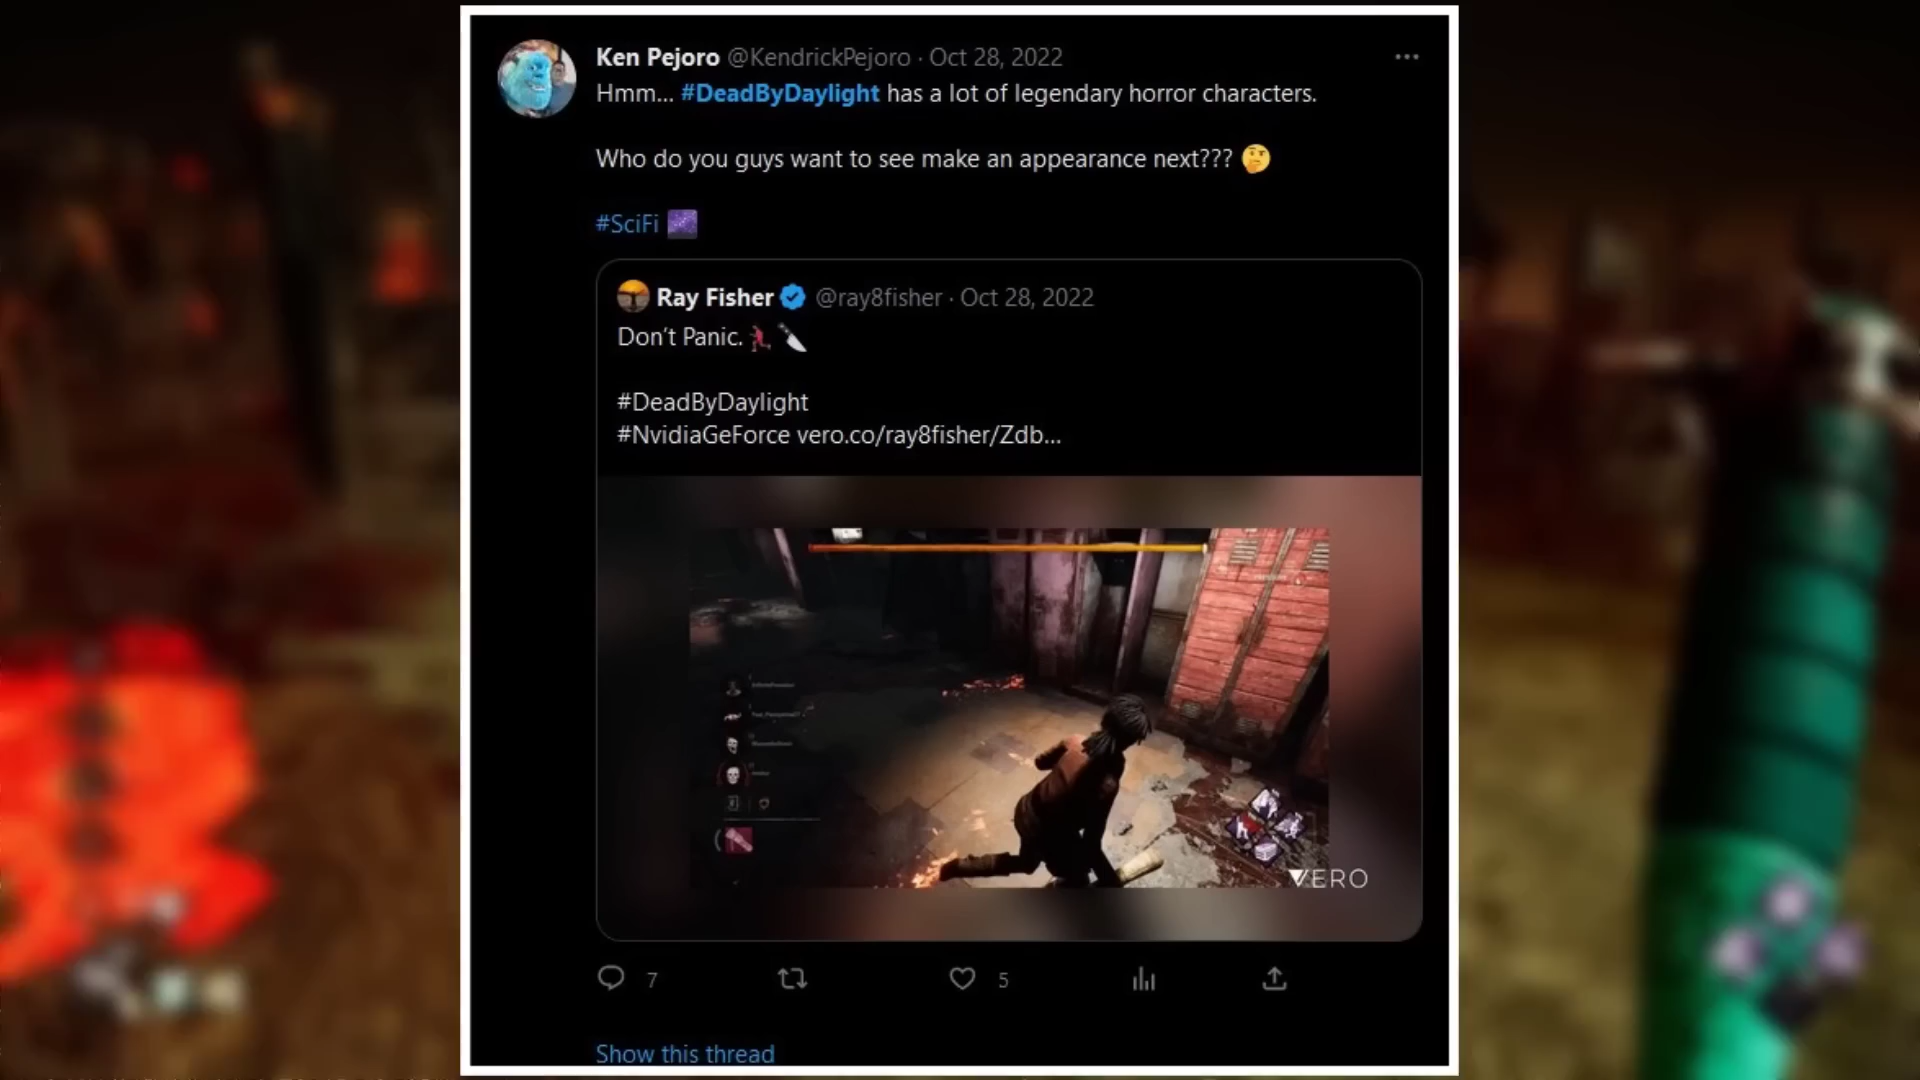 Ken Pejoro @KendrickPejoro · Oct 28, 2022
Hmm... #DeadByDaylight has a lot of legendary horror characters.
Who do you guys want to see make an appearance next??? 🤔
#SciFi 🌌
Ray Fisher @ray8fisher · Oct 28, 2022
Don't Panic. 🏃🏾🔪
#DeadByDaylight
#NvidiaGeForce vero.co/ray8fisher/Zdb...
VERO
7
5
Show this thread